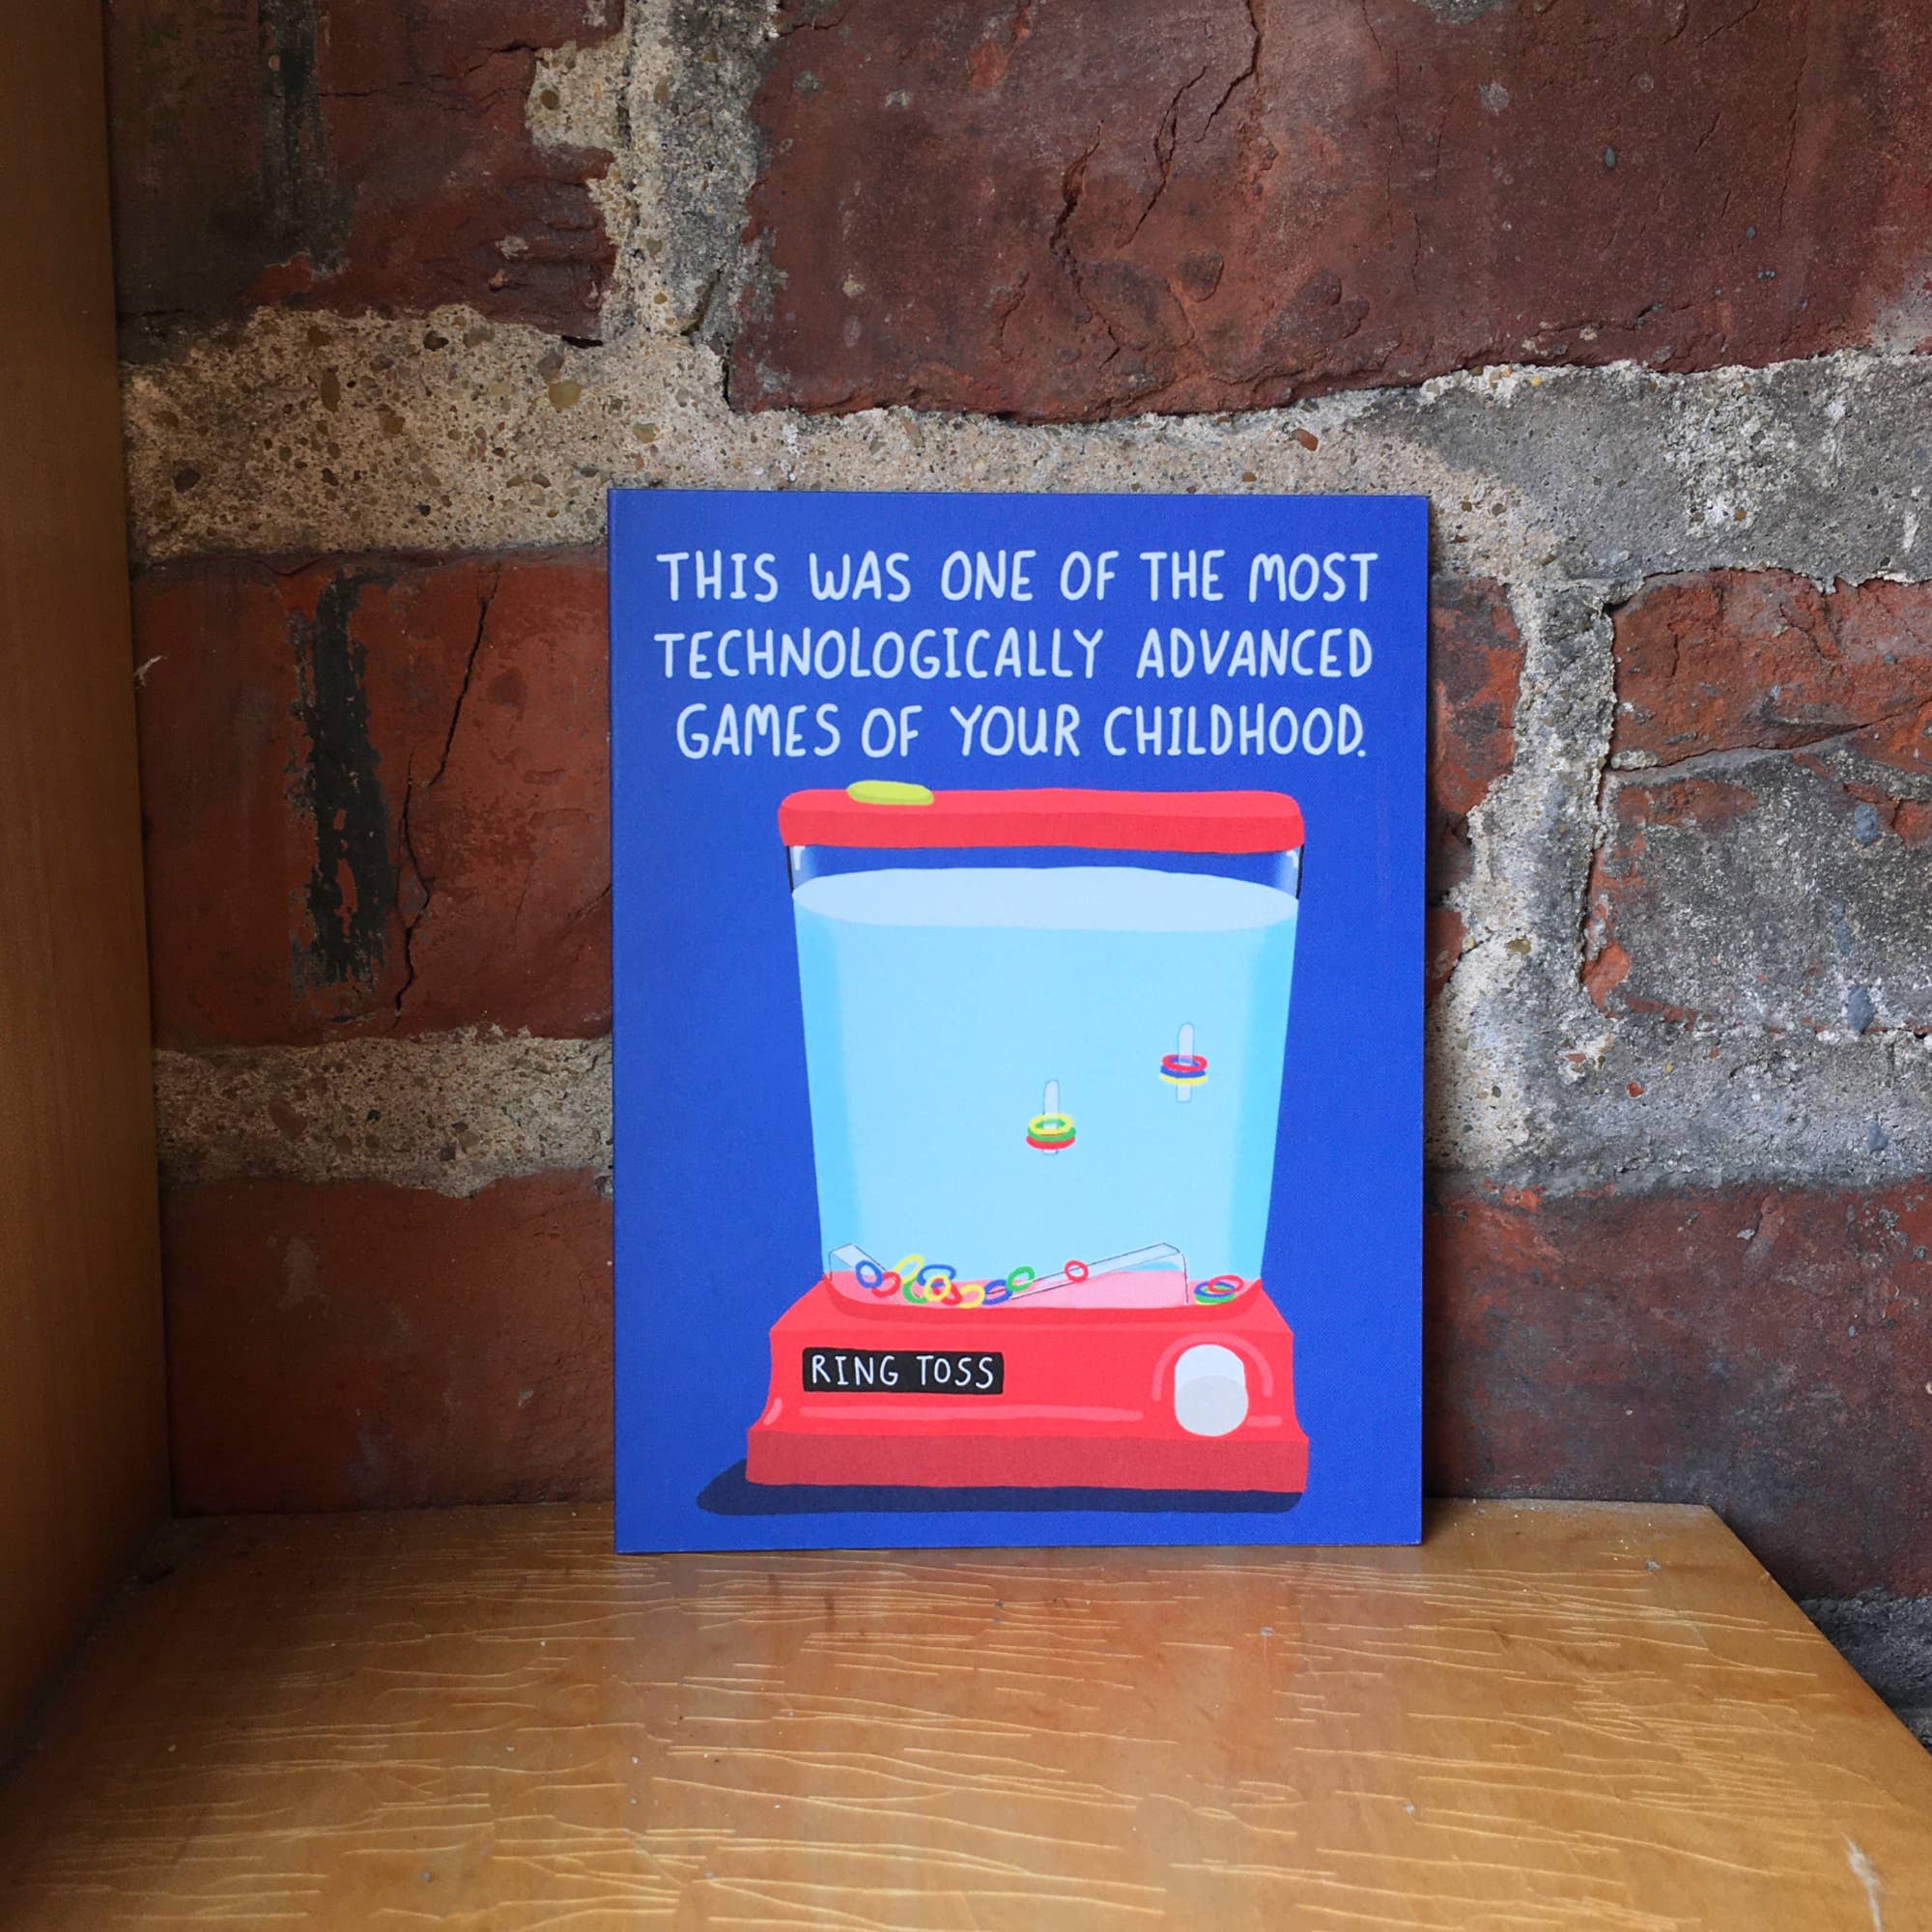 THIS WAS ONE OF THE MOST
TECHNOLOGICALLY ADVANCED
GAMES OF YOUR CHILDHOOD.
RING TOSS